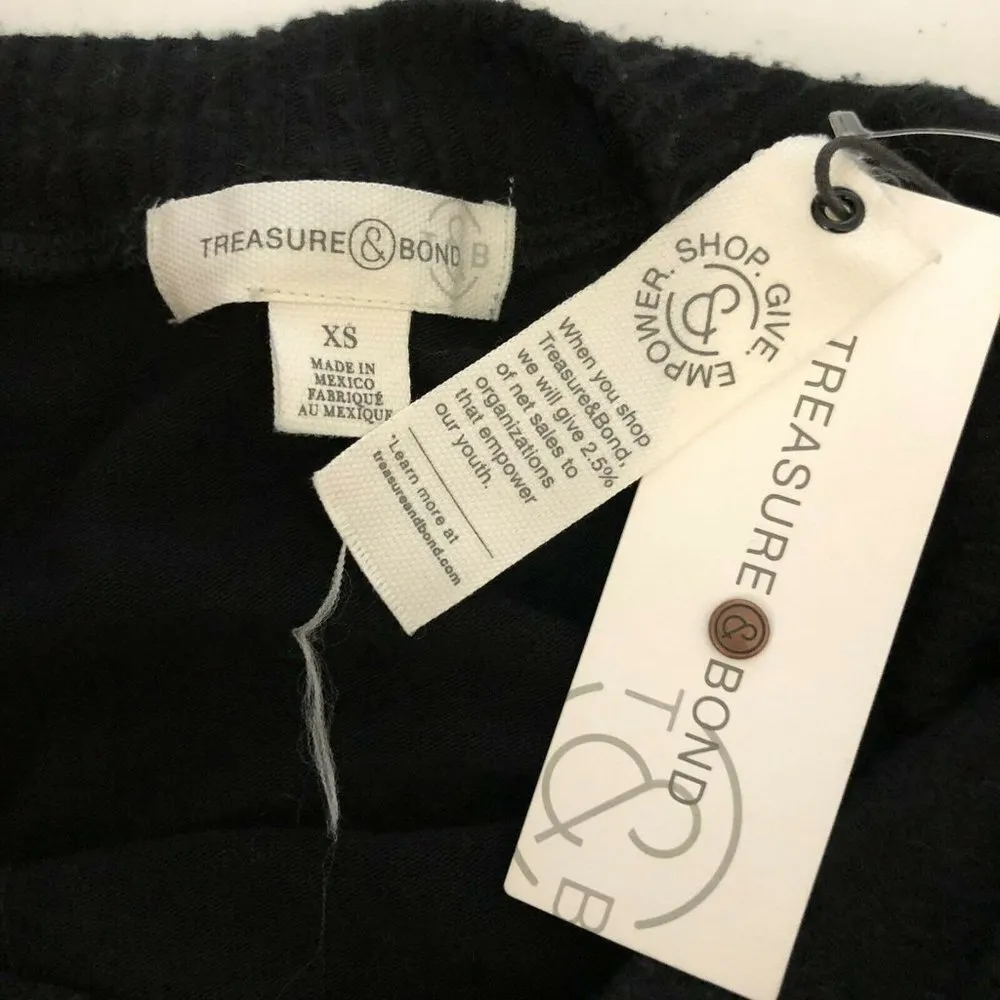 TREASURE & BOND
& B
XS
MADE IN
MEXICO
FABRIQUÉ
AU MEXIQUE
EMPOWER. SHOP. GIVE.
&
When you shop
Treasure&Bond,
we will give 2.5%
of net sales to
organizations
that empower
our youth.
*Learn more at
treasureandbond.com
TREASURE & BOND
T
&
B